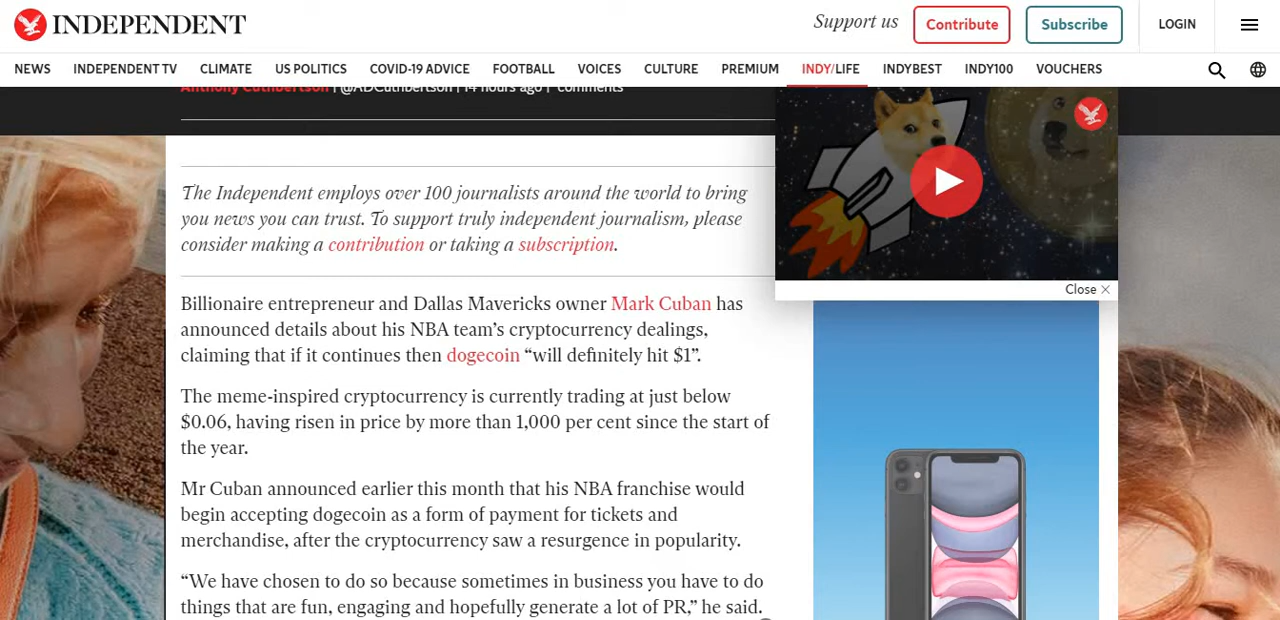 INDEPENDENT
Support us
Contribute
Subscribe
LOGIN
NEWS INDEPENDENT TV CLIMATE US POLITICS COVID-19 ADVICE FOOTBALL VOICES CULTURE PREMIUM INDY/LIFE INDYBEST INDY100 VOUCHERS
Anthony Cuthbertson | @ADCuthbertson | 14 hours ago | comments
The Independent employs over 100 journalists around the world to bring
you news you can trust. To support truly independent journalism, please
consider making a contribution or taking a subscription.
Close ×
Billionaire entrepreneur and Dallas Mavericks owner Mark Cuban has
announced details about his NBA team’s cryptocurrency dealings,
claiming that if it continues then dogecoin “will definitely hit $1”.
The meme-inspired cryptocurrency is currently trading at just below
$0.06, having risen in price by more than 1,000 per cent since the start of
the year.
Mr Cuban announced earlier this month that his NBA franchise would
begin accepting dogecoin as a form of payment for tickets and
merchandise, after the cryptocurrency saw a resurgence in popularity.
“We have chosen to do so because sometimes in business you have to do
things that are fun, engaging and hopefully generate a lot of PR,” he said.